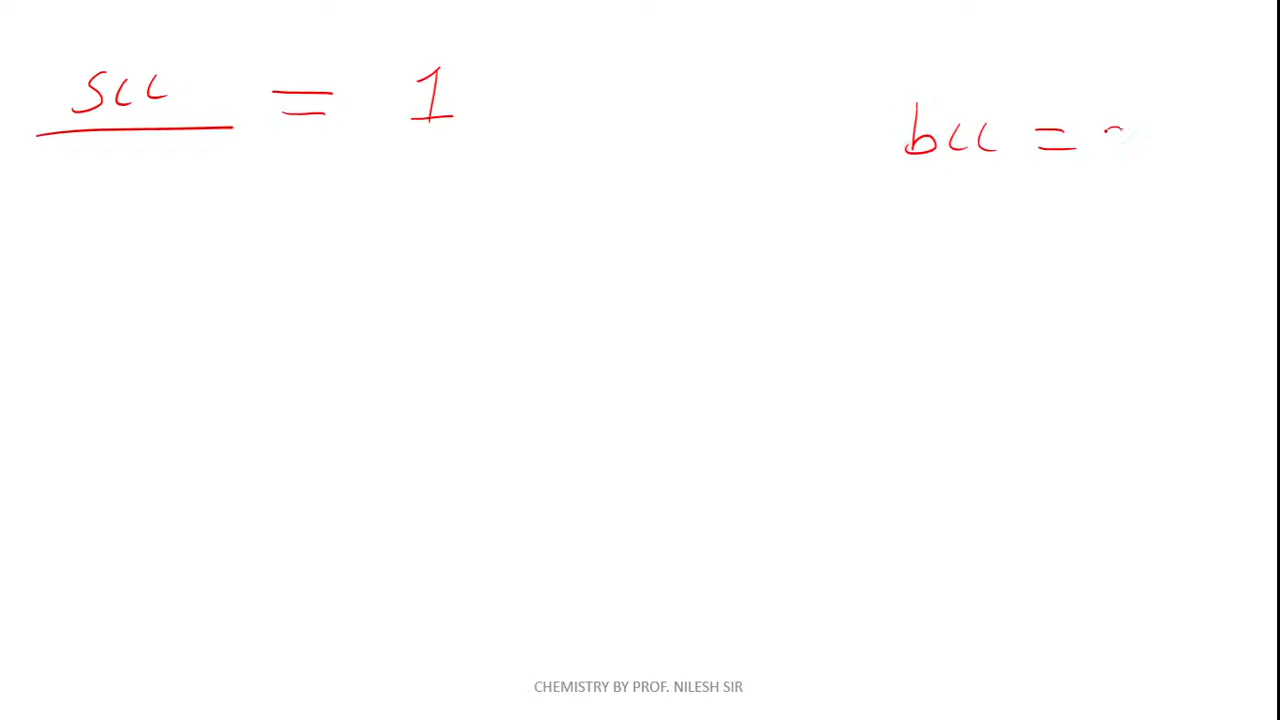 scc = 1
bcc =
CHEMISTRY BY PROF. NILESH SIR